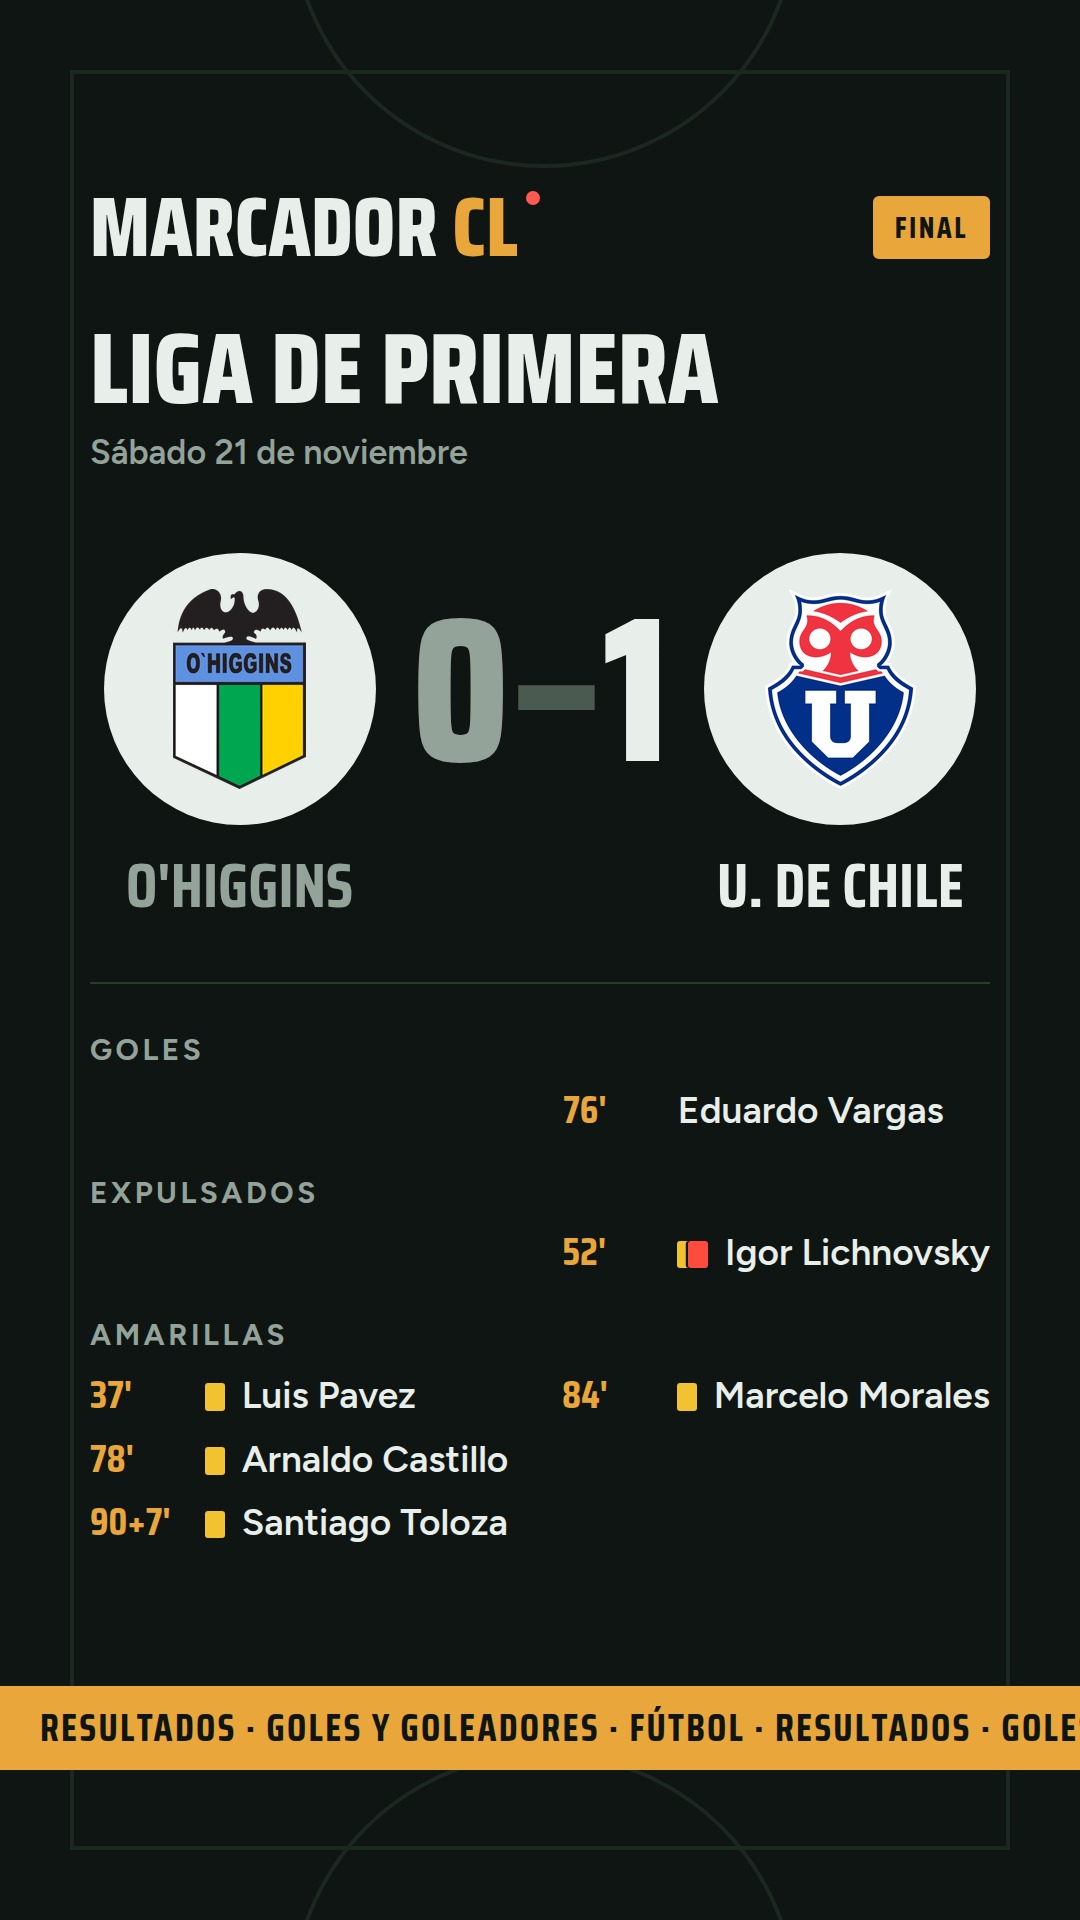 MARCADOR CL
FINAL
LIGA DE PRIMERA
Sábado 21 de noviembre
O`HIGGINS
0–1
U
O'HIGGINS
U. DE CHILE
GOLES
76' Eduardo Vargas
EXPULSADOS
52' Igor Lichnovsky
AMARILLAS
37' Luis Pavez
84' Marcelo Morales
78' Arnaldo Castillo
90+7' Santiago Toloza
RESULTADOS · GOLES Y GOLEADORES · FÚTBOL · RESULTADOS · GOLES